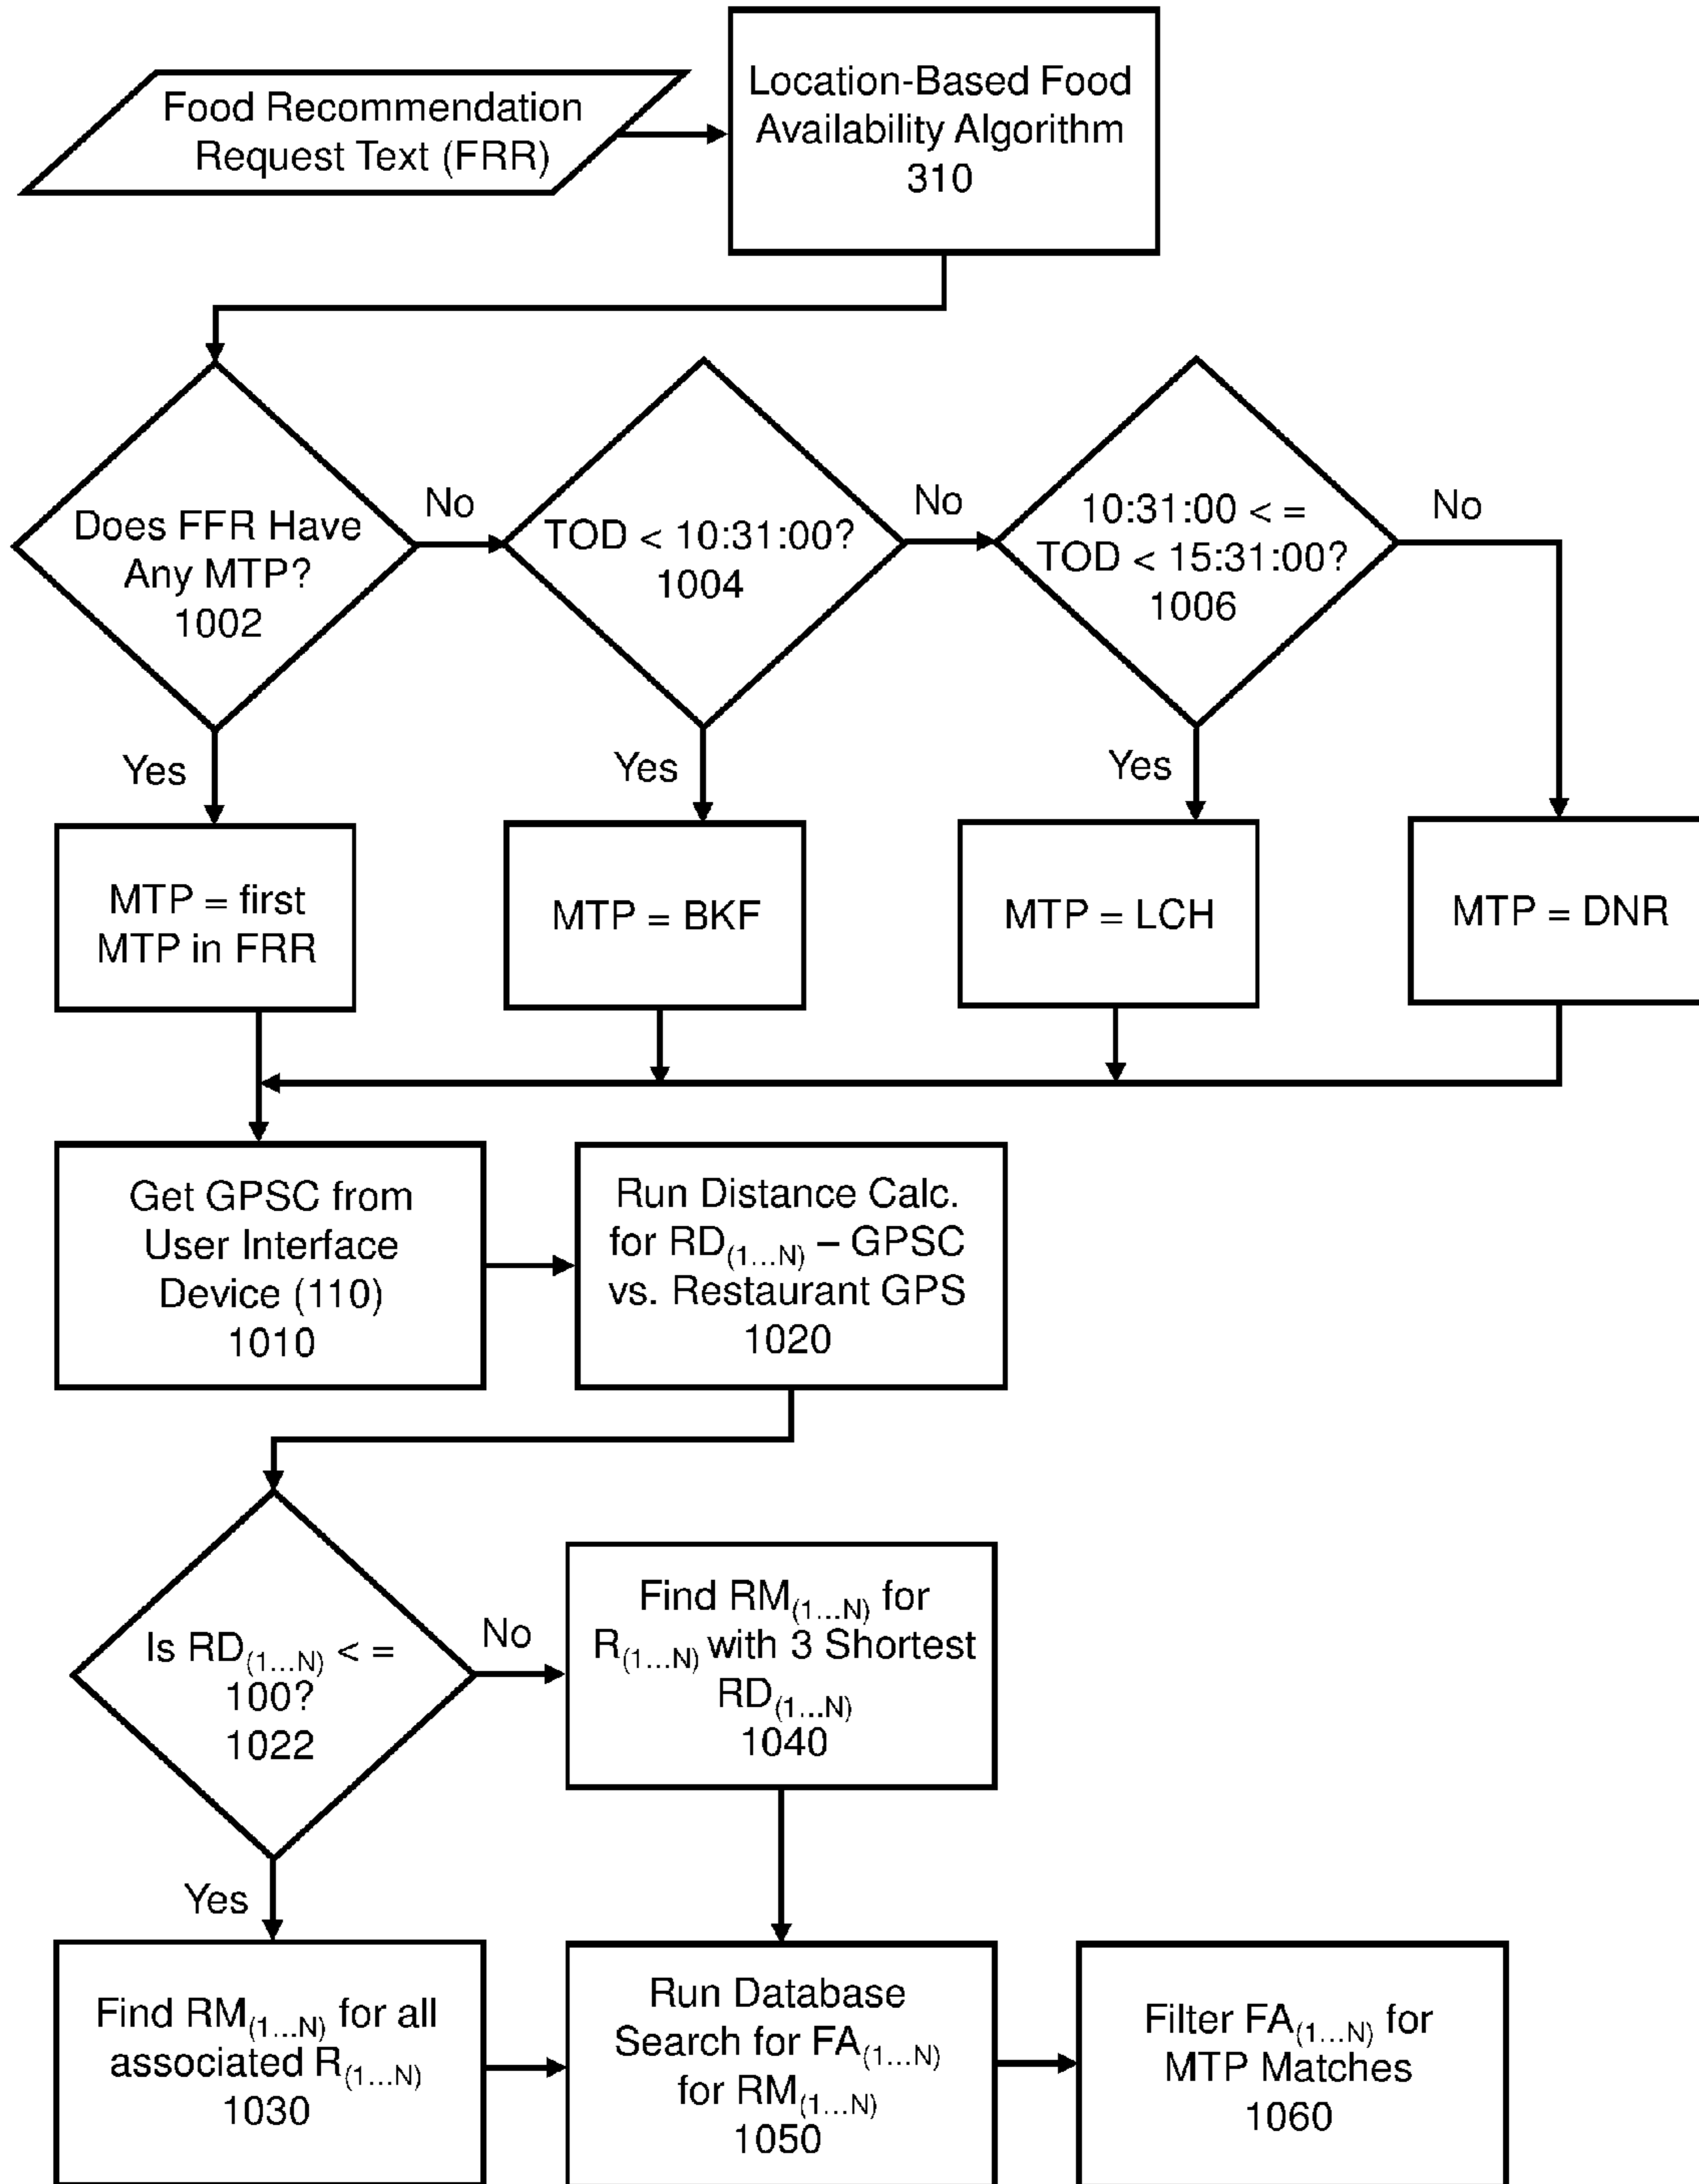 Food Recommendation
Request Text (FRR)
Location-Based Food
Availability Algorithm
310
Does FFR Have
Any MTP?
1002
No
TOD < 10:31:00?
1004
No
10:31:00 < =
TOD < 15:31:00?
1006
No
Yes
Yes
Yes
MTP = first
MTP in FRR
MTP = BKF
MTP = LCH
MTP = DNR
Get GPSC from
User Interface
Device (110)
1010
Run Distance Calc.
for RD(1...N) – GPSC
vs. Restaurant GPS
1020
Is RD(1...N) < =
100?
1022
No
Find RM(1...N) for
R(1...N) with 3 Shortest
RD(1...N)
1040
Yes
Find RM(1...N) for all
associated R(1...N)
1030
Run Database
Search for FA(1...N)
for RM(1...N)
1050
Filter FA(1...N) for
MTP Matches
1060